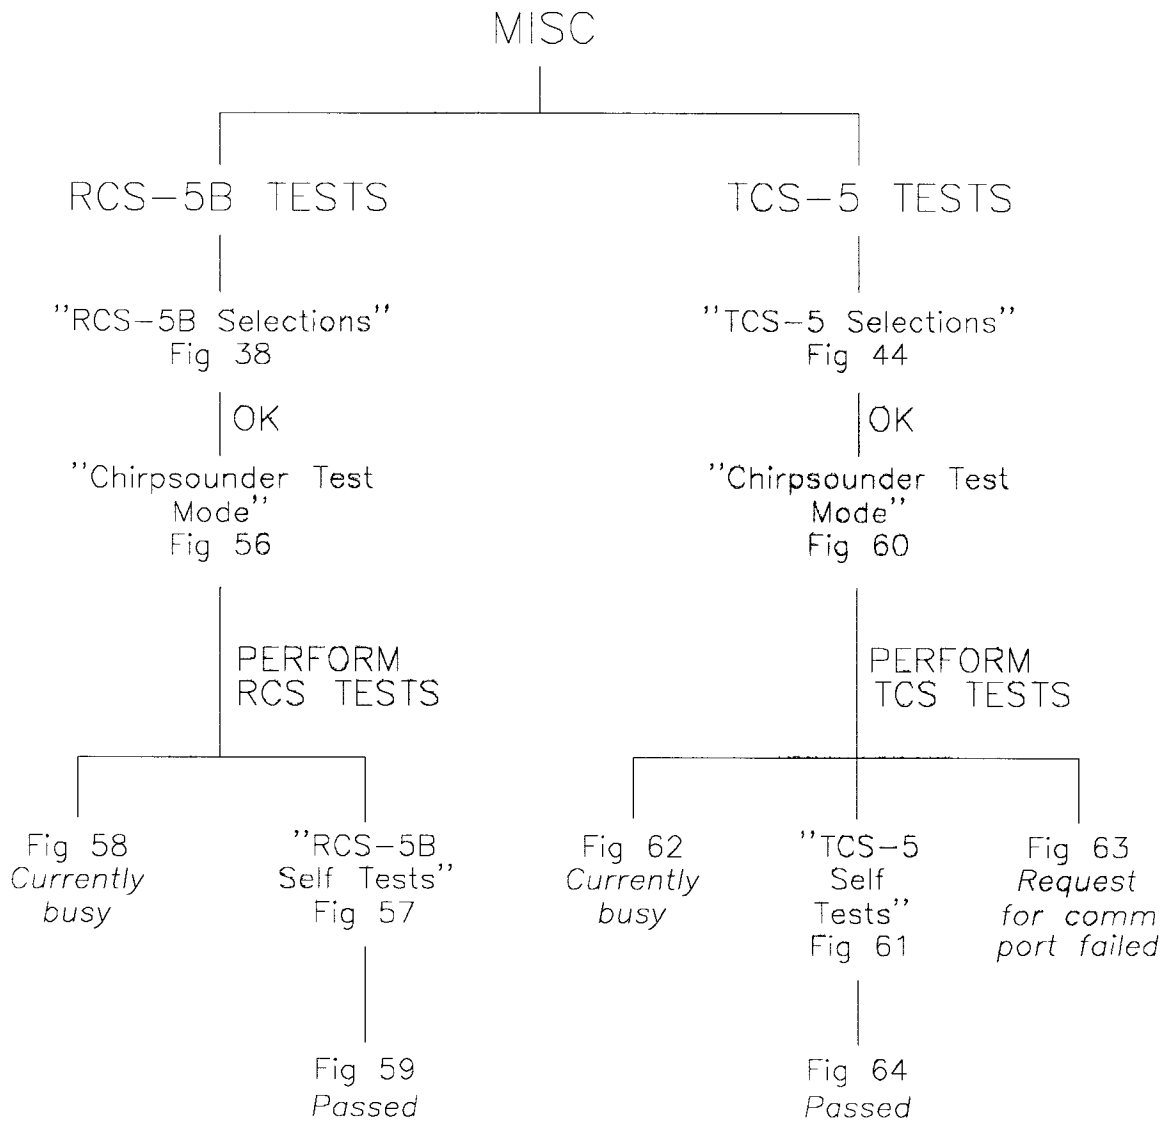 MISC
RCS-5B TESTS
TCS-5 TESTS
"RCS-5B Selections"
Fig 38
"TCS-5 Selections"
Fig 44
OK
OK
"Chirpsounder Test
Mode"
Fig 56
"Chirpsounder Test
Mode"
Fig 60
PERFORM
RCS TESTS
PERFORM
TCS TESTS
Fig 58
Currently
busy
"RCS-5B
Self Tests"
Fig 57
Fig 62
Currently
busy
"TCS-5
Self
Tests"
Fig 61
Fig 63
Request
for comm
port failed
Fig 59
Passed
Fig 64
Passed